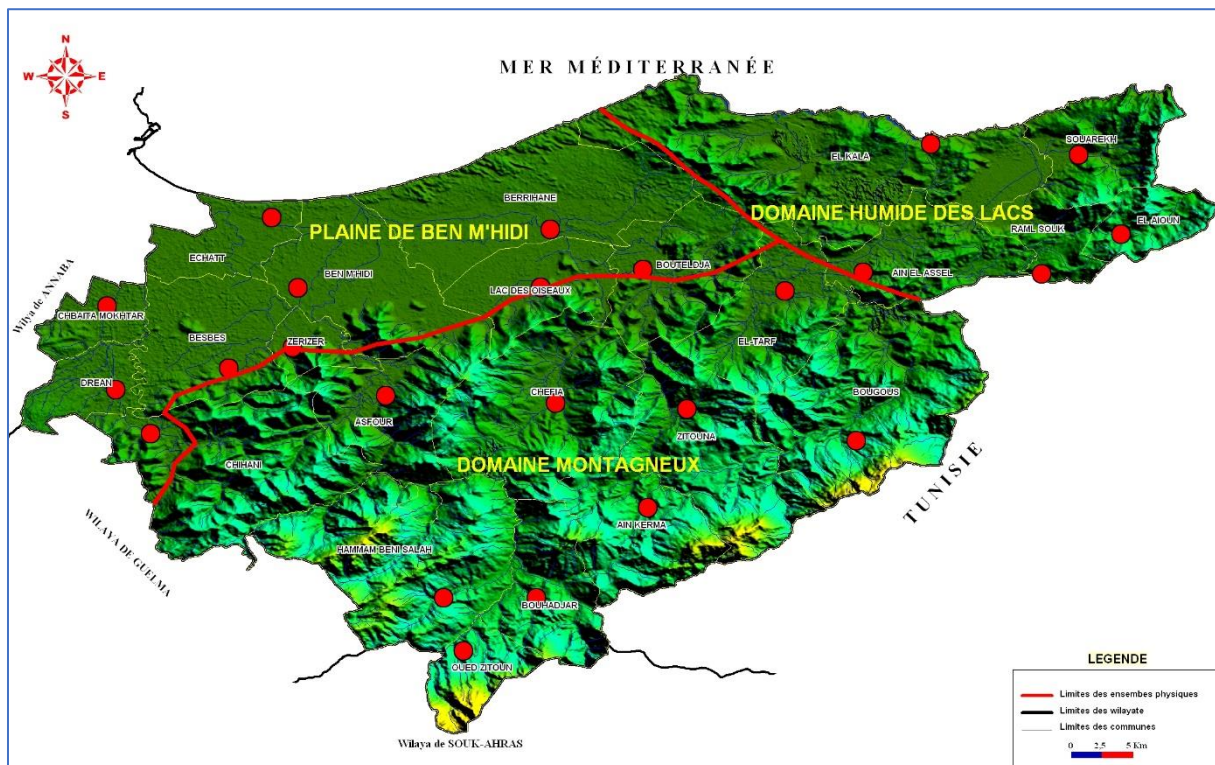 N
W E
S
MER MÉDITERRANÉE
SOUAREKH
EL KALA
BERRIHANE
DOMAINE HUMIDE DES LACS
EL AIOUN
PLAINE DE BEN M'HIDI
RAML SOUK
ECHATT
BOUTELDJA
BEN M'HIDI
AIN EL ASSEL
LAC DES OISEAUX
Wilya de ANNABA
CHBAITA MOKHTAR
BESBES
ZERIZER
EL-TARF
DREAN
CHEFIA
BOUGOUS
ASFOUR
ZITOUNA
CHIHANI
DOMAINE MONTAGNEUX
TUNISIE
WILAYA DE GUELMA
AIN KERMA
HAMMAM BENI SALAH
BOUHADJAR
OUED ZITOUN
Wilaya de SOUK-AHRAS
LEGENDE
Limites des ensembes physiques
Limites des wilayate
Limites des communes
0 2,5 5 Km